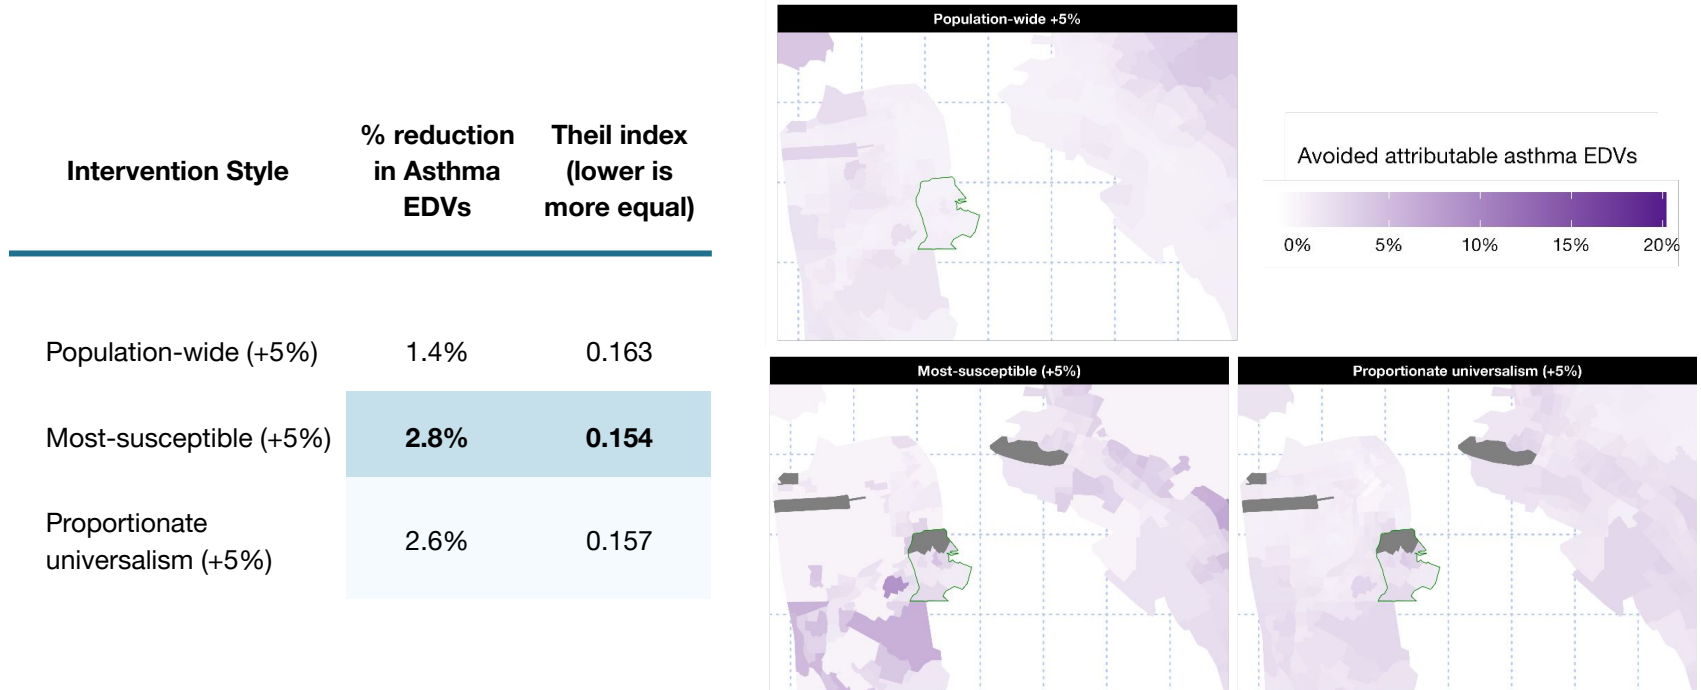 Intervention Style
% reduction
in Asthma
EDVs
Theil index
(lower is
more equal)
Population-wide (+5%)
1.4%
0.163
Most-susceptible (+5%)
2.8%
0.154
Proportionate
universalism (+5%)
2.6%
0.157
Population-wide +5%
Avoided attributable asthma EDVs
0%
5%
10%
15%
20%
Most-susceptible (+5%)
Proportionate universalism (+5%)